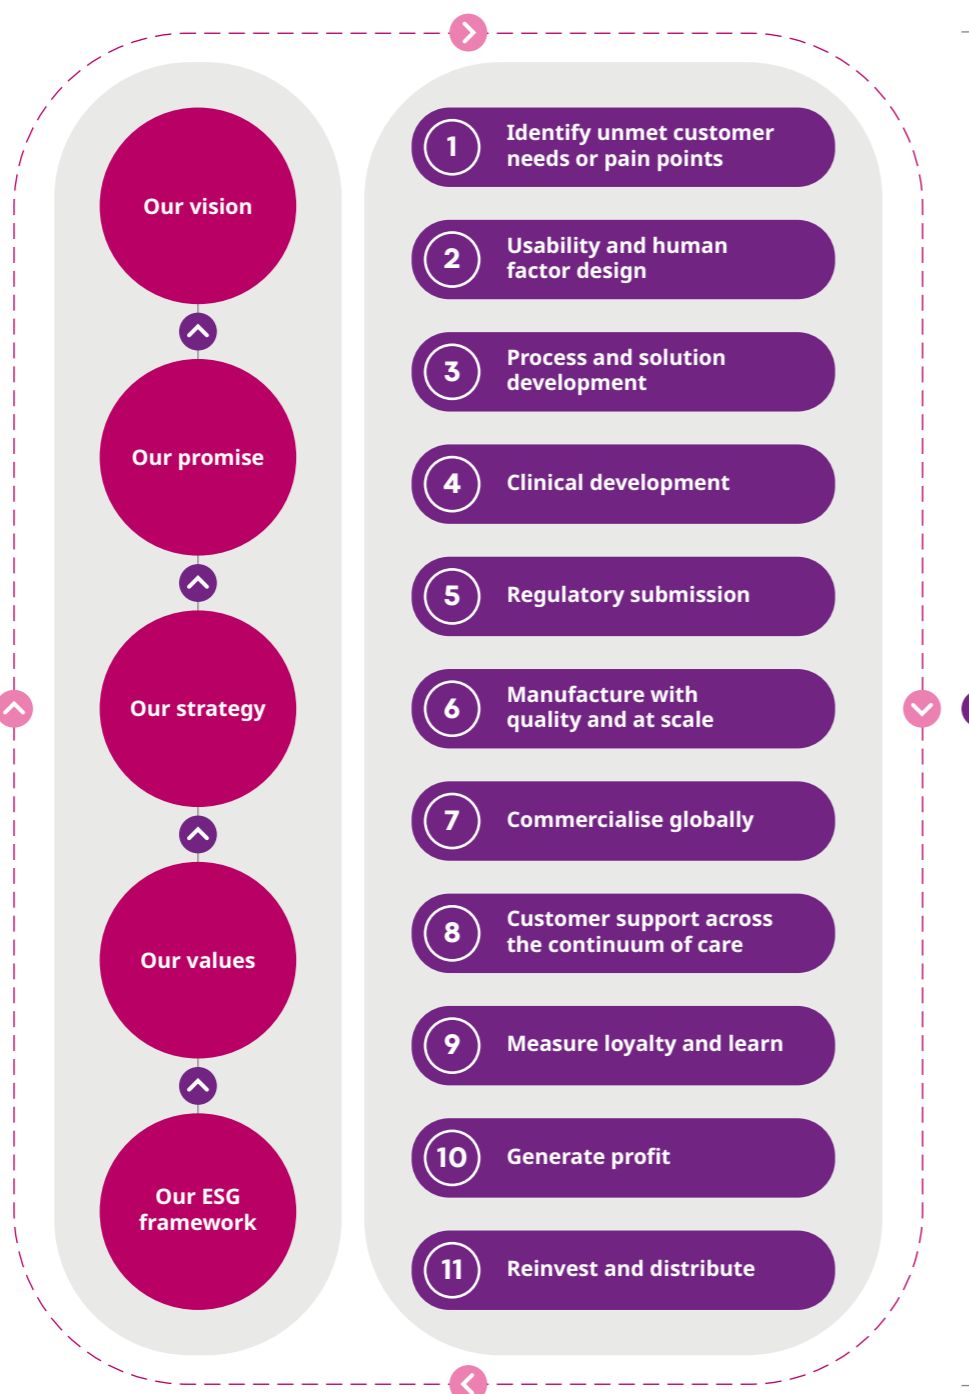 Our vision
Our promise
Our strategy
Our values
Our ESG
framework
1
Identify unmet customer
needs or pain points
2
Usability and human
factor design
3
Process and solution
development
4
Clinical development
5
Regulatory submission
6
Manufacture with
quality and at scale
7
Commercialise globally
8
Customer support across
the continuum of care
9
Measure loyalty and learn
10
Generate profit
11
Reinvest and distribute